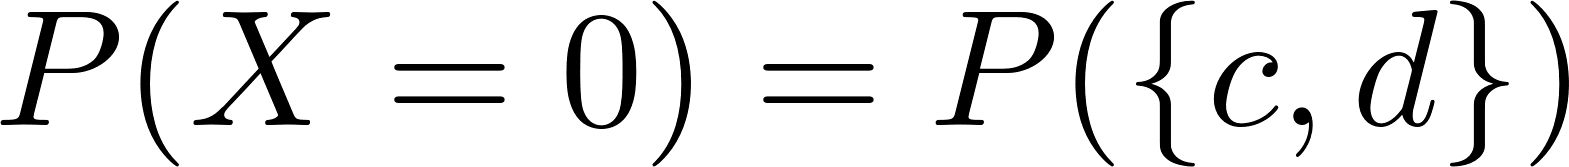 P(X = 0) = P({c, d})